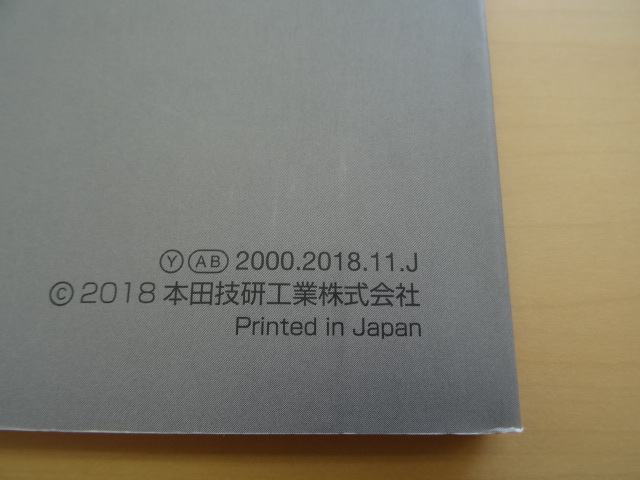 Ⓨ AB 2000.2018.11.J
© 2018 本田技研工業株式会社
Printed in Japan